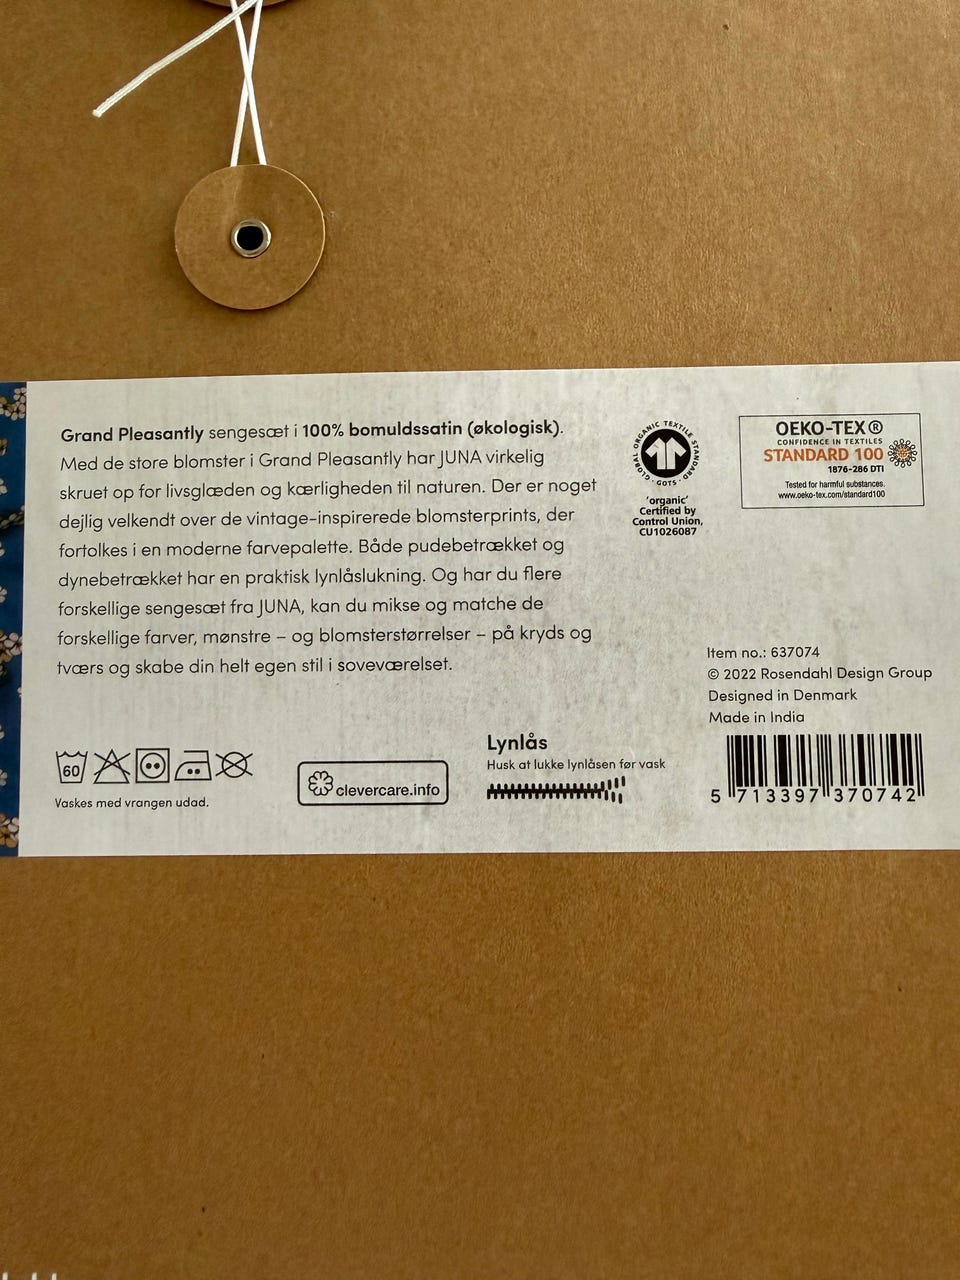 Grand Pleasantly sengesæt i 100% bomuldssatin (økologisk).
Med de store blomster i Grand Pleasantly har JUNA virkelig
skruet op for livsglæden og kærligheden til naturen. Der er noget
dejlig velkendt over de vintage-inspirerede blomsterprints, der
fortolkes i en moderne farvepalette. Både pudebetrækket og
dynebetrækket har en praktisk lynlåslukning. Og har du flere
forskellige sengesæt fra JUNA, kan du mikse og matche de
forskellige farver, mønstre – og blomsterstørrelser – på kryds og
tværs og skabe din helt egen stil i soveværelset.
GLOBAL ORGANIC TEXTILE STANDARD
· GOTS ·
'organic'
Certified by
Control Union,
CU1026087
OEKO-TEX®
CONFIDENCE IN TEXTILES
STANDARD 100
1876-286 DTI
Tested for harmful substances.
www.oeko-tex.com/standard100
Item no.: 637074
© 2022 Rosendahl Design Group
Designed in Denmark
Made in India
60
Vaskes med vrangen udad.
clevercare.info
Lynlås
Husk at lukke lynlåsen før vask
5 713397 370742